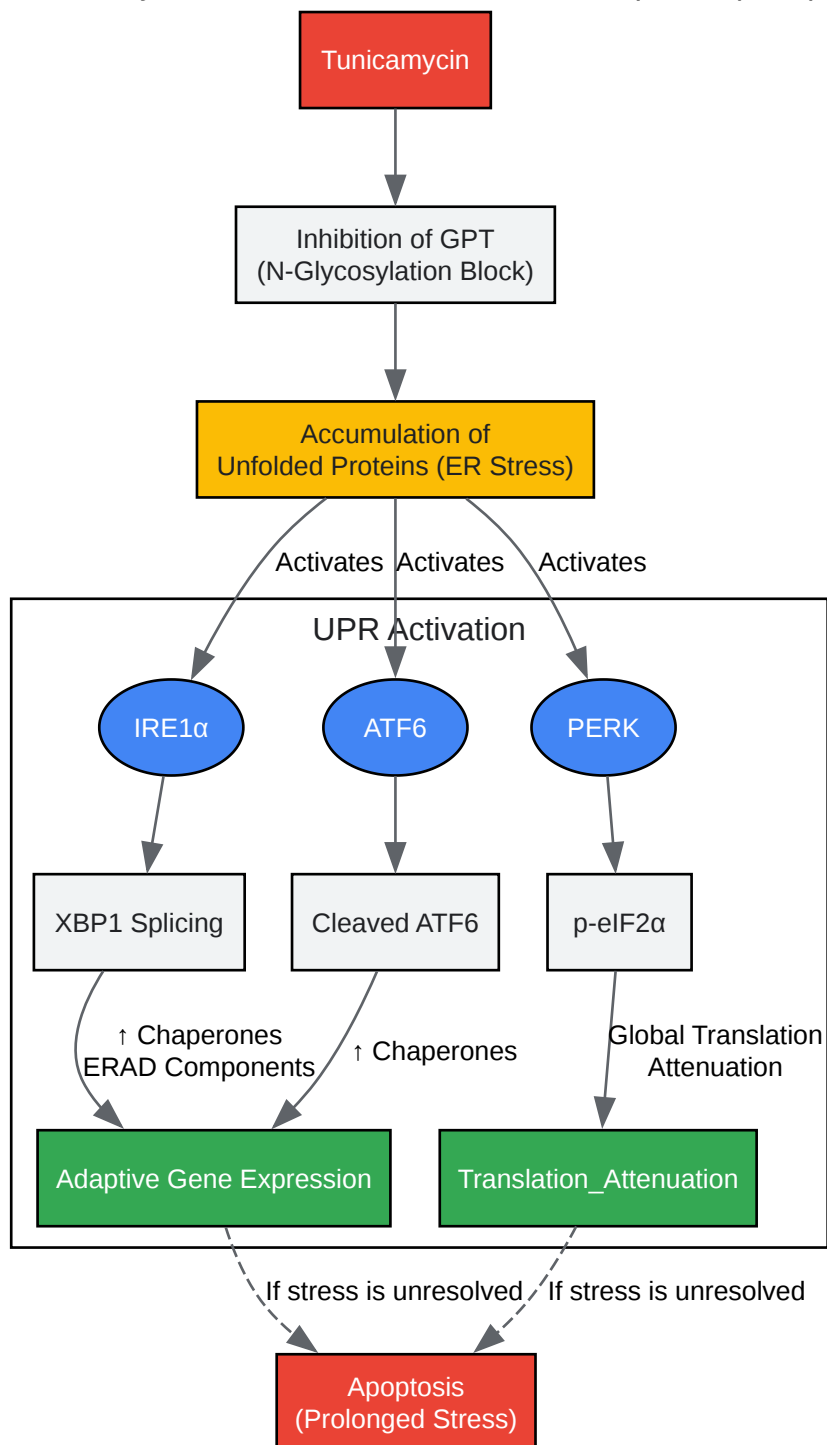 Tunicamycin
Inhibition of GPT
(N-Glycosylation Block)
Accumulation of
Unfolded Proteins (ER Stress)
Activates
Activates
Activates
UPR Activation
IRE1α
ATF6
PERK
XBP1 Splicing
Cleaved ATF6
p-eIF2α
↑ Chaperones
ERAD Components
↑ Chaperones
Global Translation
Attenuation
Adaptive Gene Expression
Translation_Attenuation
If stress is unresolved
If stress is unresolved
Apoptosis
(Prolonged Stress)